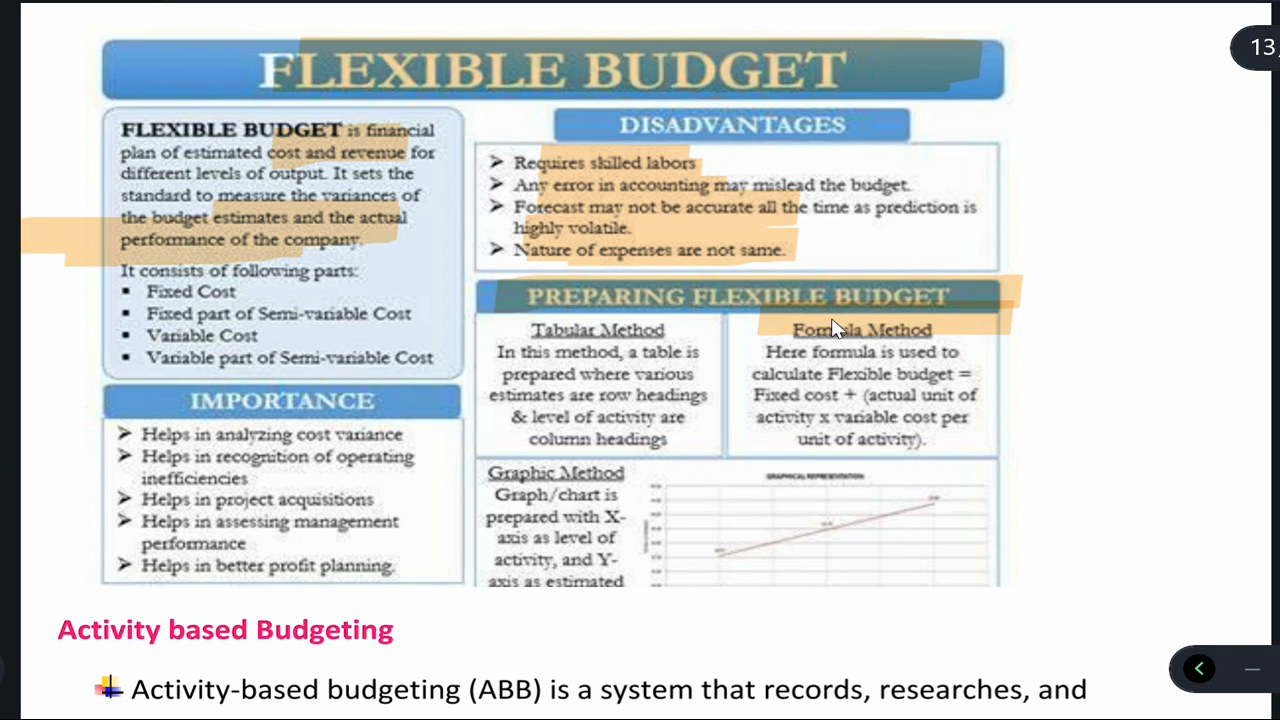 FLEXIBLE BUDGET
FLEXIBLE BUDGET is financial
plan of estimated cost and revenue for
different levels of output. It sets the
standard to measure the variances of
the budget estimates and the actual
performance of the company.
It consists of following parts:
▪ Fixed Cost
▪ Fixed part of Semi-variable Cost
▪ Variable Cost
▪ Variable part of Semi-variable Cost
IMPORTANCE
➤ Helps in analyzing cost variance
➤ Helps in recognition of operating
inefficiencies
➤ Helps in project acquisitions
➤ Helps in assessing management
performance
➤ Helps in better profit planning.
DISADVANTAGES
➤ Requires skilled labors
➤ Any error in accounting may mislead the budget.
➤ Forecast may not be accurate all the time as prediction is
highly volatile.
➤ Nature of expenses are not same.
PREPARING FLEXIBLE BUDGET
Tabular Method
In this method, a table is
prepared where various
estimates are row headings
& level of activity are
column headings
Formula Method
Here formula is used to
calculate Flexible budget =
Fixed cost + (actual unit of
activity x variable cost per
unit of activity).
Graphic Method
Graph/chart is
prepared with X-
axis as level of
activity, and Y-
axis as estimated
GRAPHICAL REPRESENTATION
Activity based Budgeting
Activity-based budgeting (ABB) is a system that records, researches, and
13